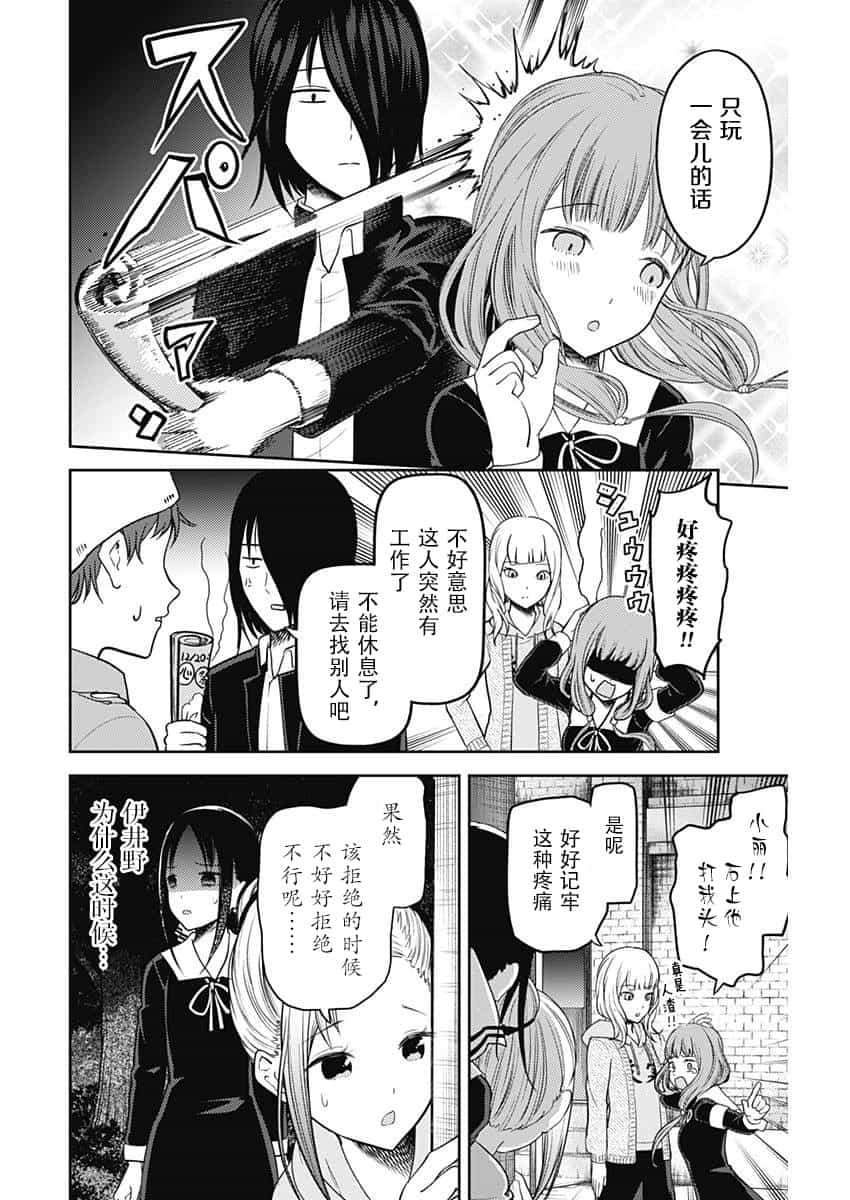 只玩
一会儿的话
スパァン
好疼疼疼疼!!
シュウウウ
不好意思
这人突然有
工作了
不能休息了，
请去找别人吧
12/20
小丽!!
石上他
打我头!
真是
人渣!!
是呢
好好记牢
这种疼痛
果然
该拒绝的时候
不好好拒绝
不行呢……
伊井野
为什么这时候…